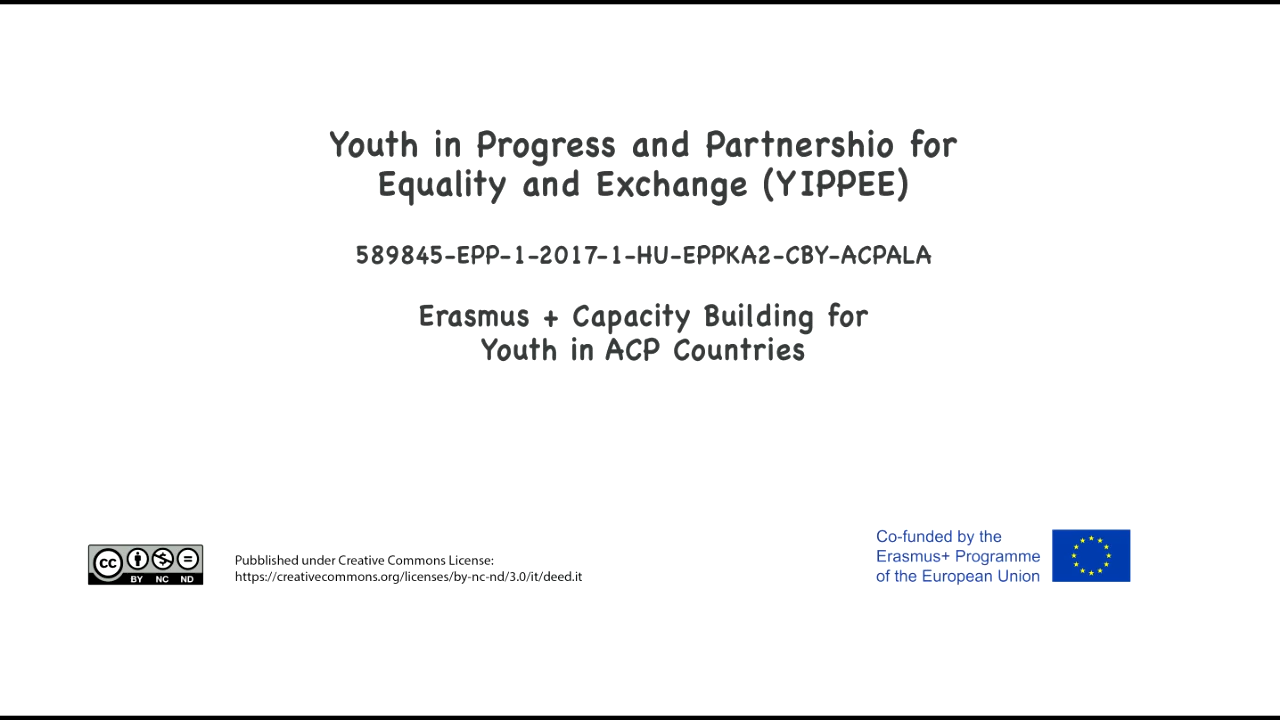 Youth in Progress and Partnershio for
Equality and Exchange (YIPPEE)
589845-EPP-1-2017-1-HU-EPPKA2-CBY-ACPALA
Erasmus + Capacity Building for
Youth in ACP Countries
cc BY NC ND
Pubblished under Creative Commons License:
https://creativecommons.org/licenses/by-nc-nd/3.0/it/deed.it
Co-funded by the
Erasmus+ Programme
of the European Union